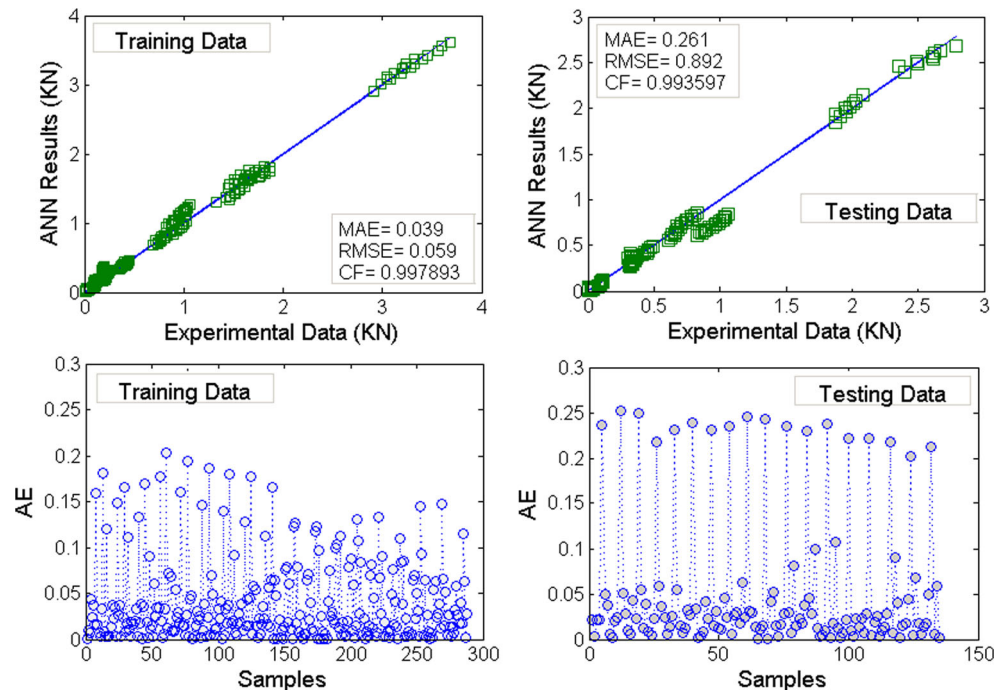 4
3
2
1
0
0
1
2
3
4
ANN Results (KN)
Experimental Data (KN)
Training Data
MAE = 0.039
RMSE= 0.059
CF= 0.997893
3
2.5
2
1.5
1
0.5
0
0
0.5
1
1.5
2
2.5
3
ANN Results (KN)
Experimental Data (KN)
MAE = 0.261
RMSE= 0.892
CF= 0.993597
Testing Data
0.3
0.25
0.2
0.15
0.1
0.05
0
0
50
100
150
200
250
300
AE
Samples
Training Data
0.3
0.25
0.2
0.15
0.1
0.05
0
0
50
100
150
AE
Samples
Testing Data